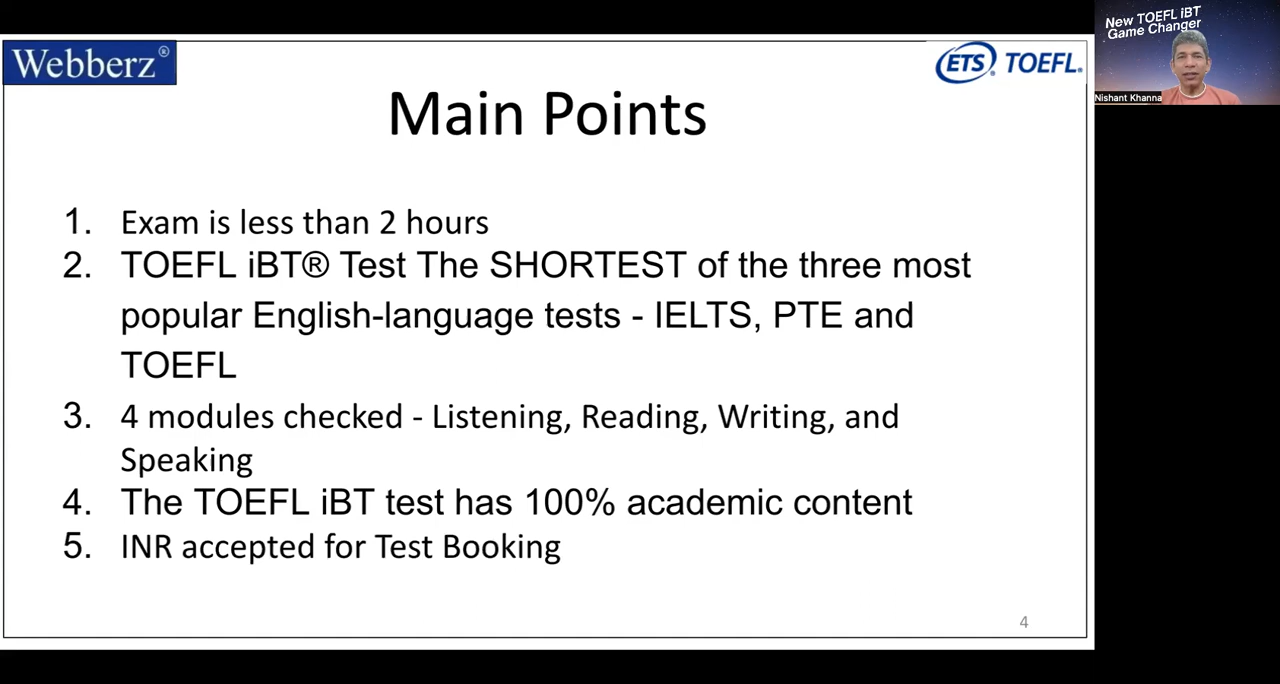 Webberz®
ETS® TOEFL®
New TOEFL iBT
Game Changer
Nishant Khanna
Main Points
1. Exam is less than 2 hours
2. TOEFL iBT® Test The SHORTEST of the three most
popular English-language tests - IELTS, PTE and
TOEFL
3. 4 modules checked - Listening, Reading, Writing, and
Speaking
4. The TOEFL iBT test has 100% academic content
5. INR accepted for Test Booking
4